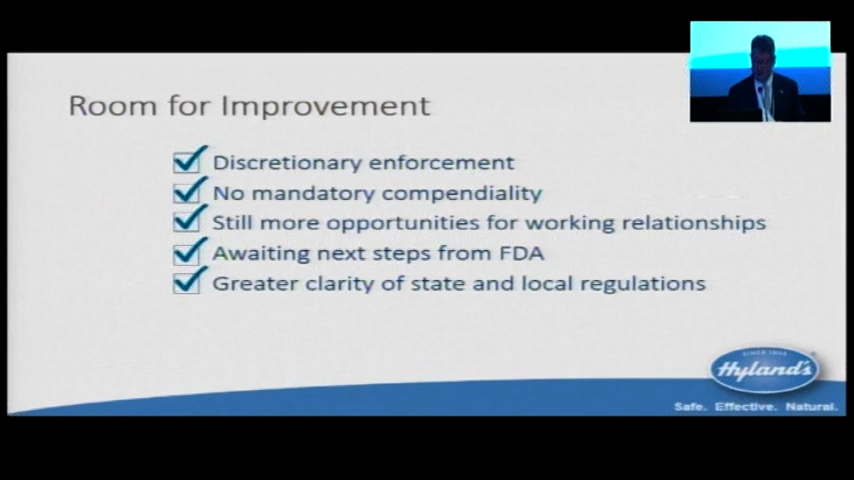 Room for Improvement
Discretionary enforcement
No mandatory compendiality
Still more opportunities for working relationships
Awaiting next steps from FDA
Greater clarity of state and local regulations
Hyland's
Safe. Effective. Natural.